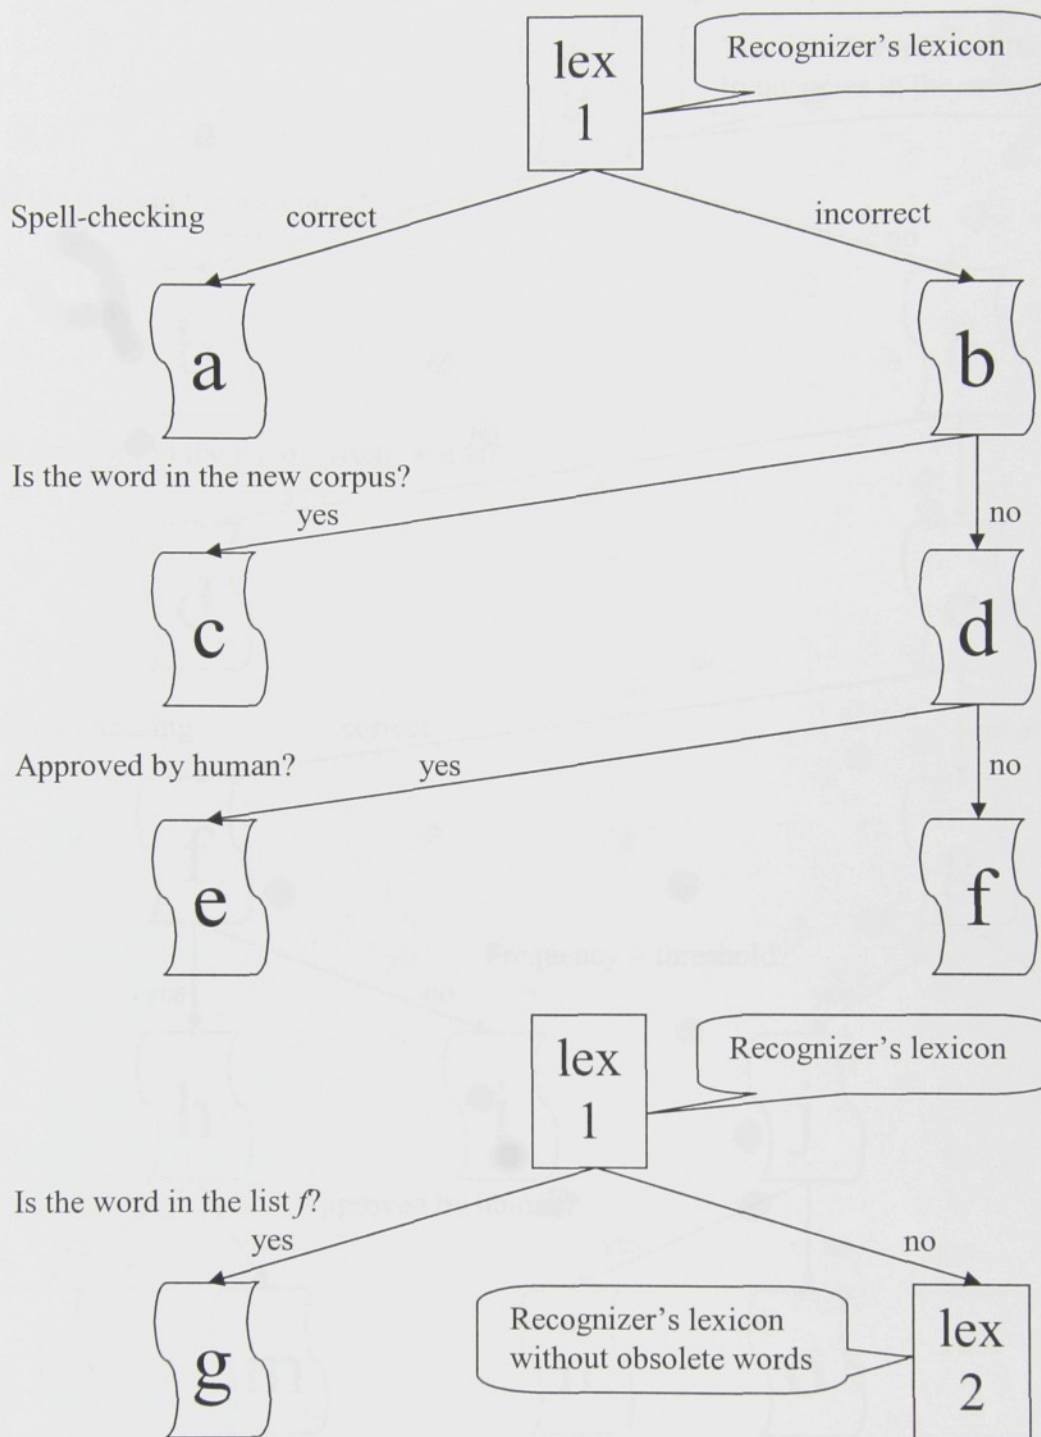 lex
1
Recognizer's lexicon
Spell-checking
correct
incorrect
a
b
Is the word in the new corpus?
yes
no
c
d
Approved by human?
yes
no
e
f
lex
1
Recognizer's lexicon
Is the word in the list f?
yes
no
g
Recognizer's lexicon
without obsolete words
lex
2